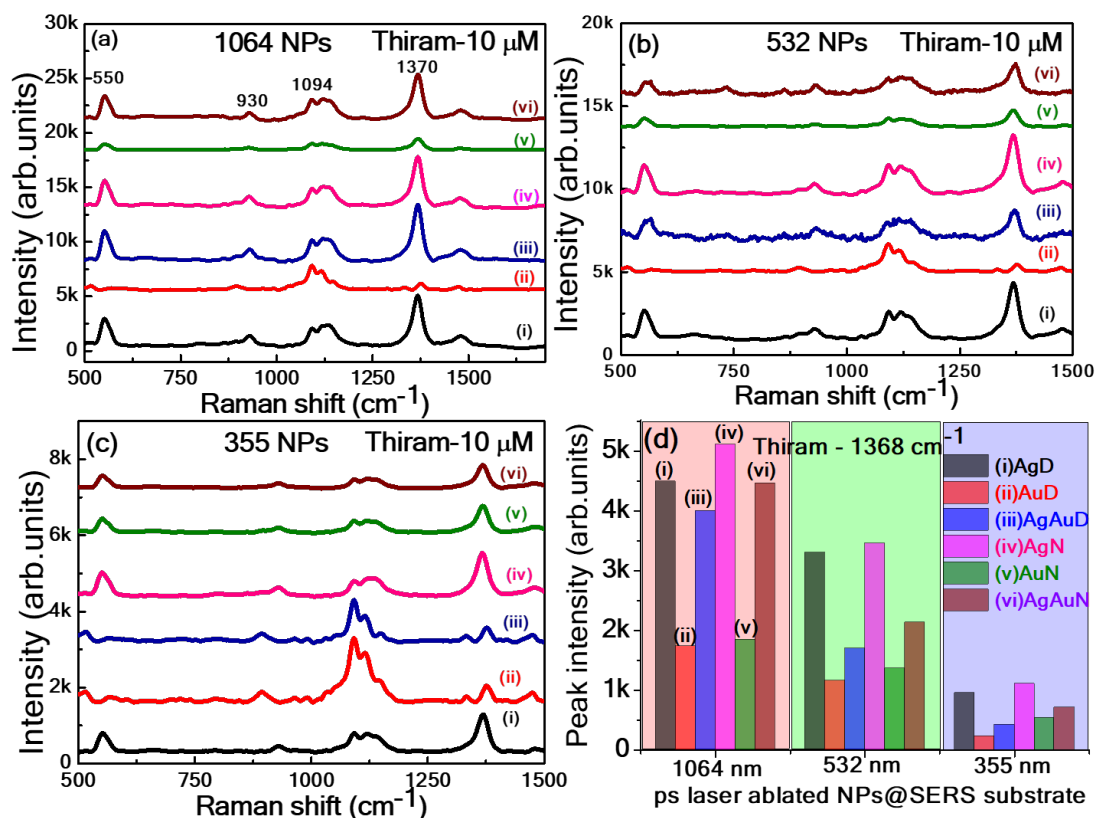 (a) 1064 NPs Thiram-10 μM
30k
25k
20k
15k
10k
5k
0
550
930
1094
1370
(vi)
(v)
(iv)
(iii)
(ii)
(i)
500 750 1000 1250 1500
Intensity (arb.units)
Raman shift (cm-1)
(b) 532 NPs Thiram-10 μM
20k
15k
10k
5k
0
(vi)
(v)
(iv)
(iii)
(ii)
(i)
500 750 1000 1250 1500
Intensity (arb.units)
Raman shift (cm-1)
(c) 355 NPs Thiram-10 μM
8k
6k
4k
2k
0
(vi)
(v)
(iv)
(iii)
(ii)
(i)
500 750 1000 1250 1500
Intensity (arb.units)
Raman shift (cm-1)
(d) Thiram - 1368 cm-1
5k
4k
3k
2k
1k
0
(i)
(ii)
(iii)
(iv)
(v)
(vi)
(i)AgD
(ii)AuD
(iii)AgAuD
(iv)AgN
(v)AuN
(vi)AgAuN
Peak intensity (arb.units)
1064 nm 532 nm 355 nm
ps laser ablated NPs@SERS substrate